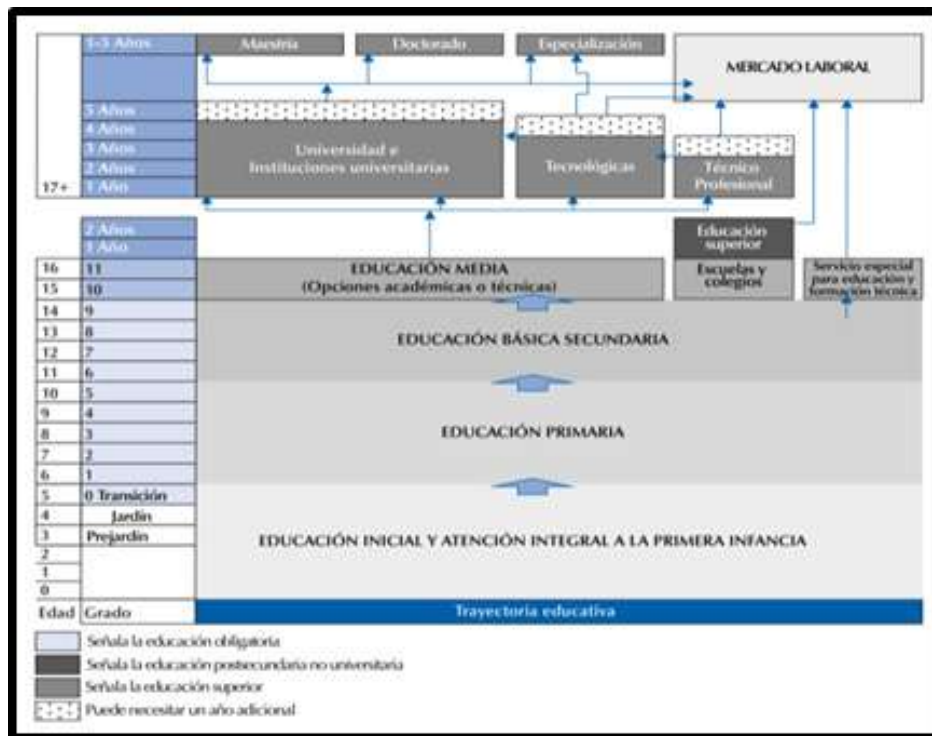 1-3 Años
Maestría
Doctorado
Especialización
MERCADO LABORAL
5 Años
4 Años
3 Años
2 Años
17+
1 Año
Universidad e
Instituciones universitarias
Tecnológicas
Técnico
Profesional
2 Años
1 Año
Educación
superior
16 11
15 10
EDUCACIÓN MEDIA
(Opciones académicas o técnicas)
Escuelas y
colegios
Servicio especial
para educación y
formación técnica
14 9
13 8
12 7
11 6
EDUCACIÓN BÁSICA SECUNDARIA
10 5
9 4
8 3
7 2
6 1
EDUCACIÓN PRIMARIA
5 0 Transición
4 Jardín
3 Prejardín
2
1
0
EDUCACIÓN INICIAL Y ATENCIÓN INTEGRAL A LA PRIMERA INFANCIA
Edad Grado Trayectoria educativa
Señala la educación obligatoria
Señala la educación postsecundaria no universitaria
Señala la educación superior
Puede necesitar un año adicional